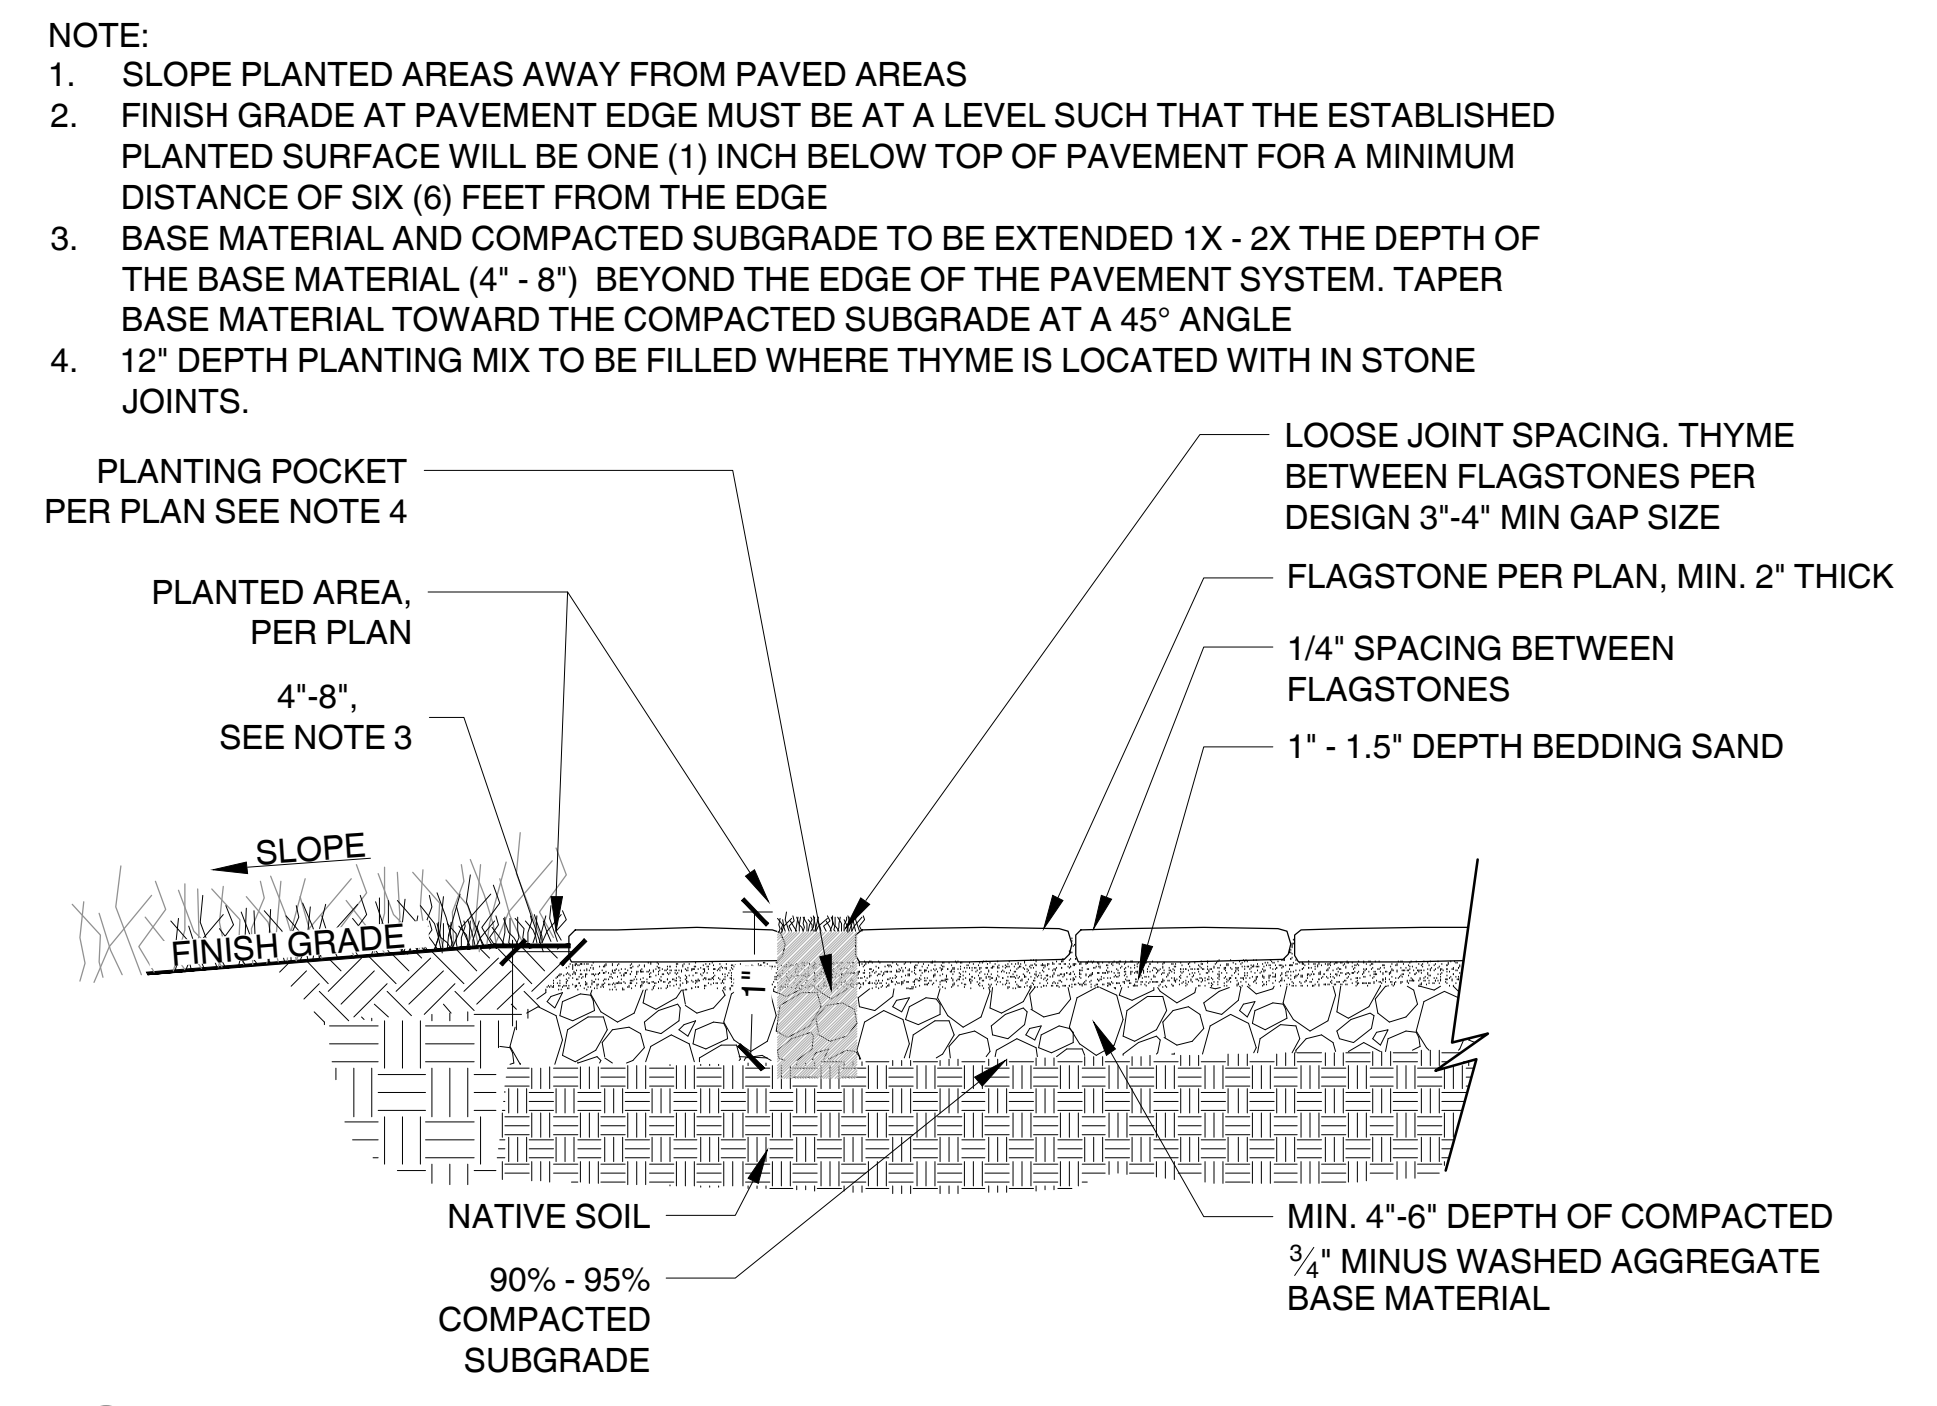 NOTE:
1. SLOPE PLANTED AREAS AWAY FROM PAVED AREAS
2. FINISH GRADE AT PAVEMENT EDGE MUST BE AT A LEVEL SUCH THAT THE ESTABLISHED
PLANTED SURFACE WILL BE ONE (1) INCH BELOW TOP OF PAVEMENT FOR A MINIMUM
DISTANCE OF SIX (6) FEET FROM THE EDGE
3. BASE MATERIAL AND COMPACTED SUBGRADE TO BE EXTENDED 1X - 2X THE DEPTH OF
THE BASE MATERIAL (4" - 8") BEYOND THE EDGE OF THE PAVEMENT SYSTEM. TAPER
BASE MATERIAL TOWARD THE COMPACTED SUBGRADE AT A 45° ANGLE
4. 12" DEPTH PLANTING MIX TO BE FILLED WHERE THYME IS LOCATED WITH IN STONE
JOINTS.
PLANTING POCKET
PER PLAN SEE NOTE 4
PLANTED AREA,
PER PLAN
4"-8",
SEE NOTE 3
SLOPE
FINISH GRADE
1"
LOOSE JOINT SPACING. THYME
BETWEEN FLAGSTONES PER
DESIGN 3"-4" MIN GAP SIZE
FLAGSTONE PER PLAN, MIN. 2" THICK
1/4" SPACING BETWEEN
FLAGSTONES
1" - 1.5" DEPTH BEDDING SAND
NATIVE SOIL
90% - 95%
COMPACTED
SUBGRADE
MIN. 4"-6" DEPTH OF COMPACTED
3/4" MINUS WASHED AGGREGATE
BASE MATERIAL